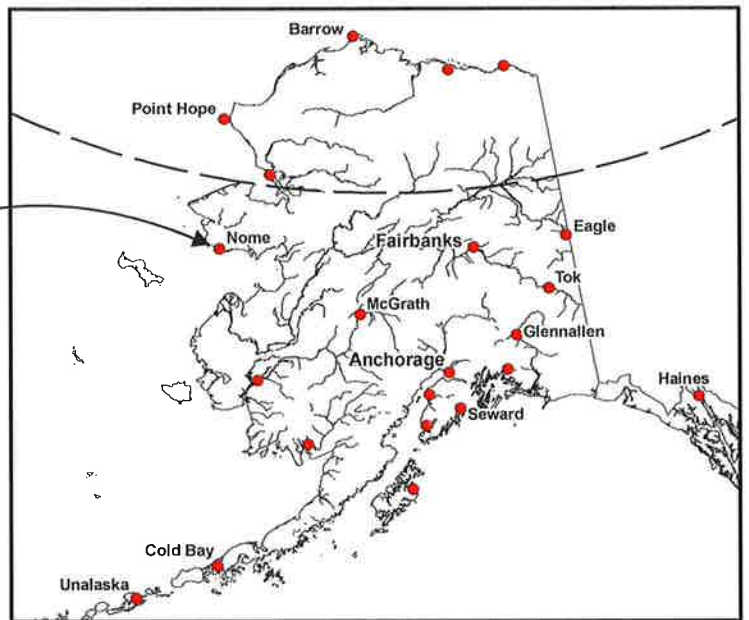 Barrow
Point Hope
Nome
Fairbanks
Eagle
Tok
McGrath
Glennallen
Anchorage
Haines
Seward
Cold Bay
Unalaska